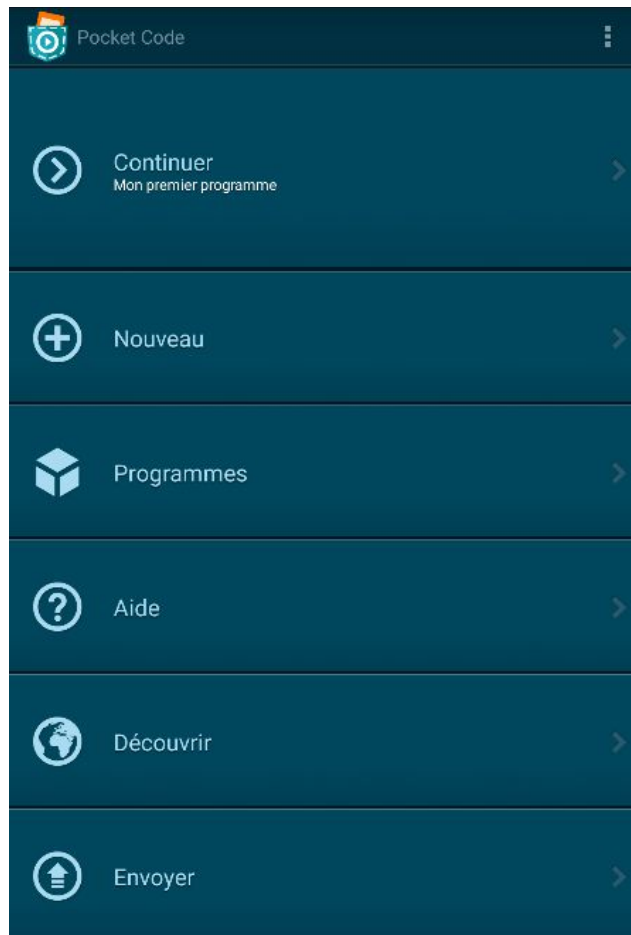 Pocket Code
Continuer
Mon premier programme
Nouveau
Programmes
Aide
Découvrir
Envoyer